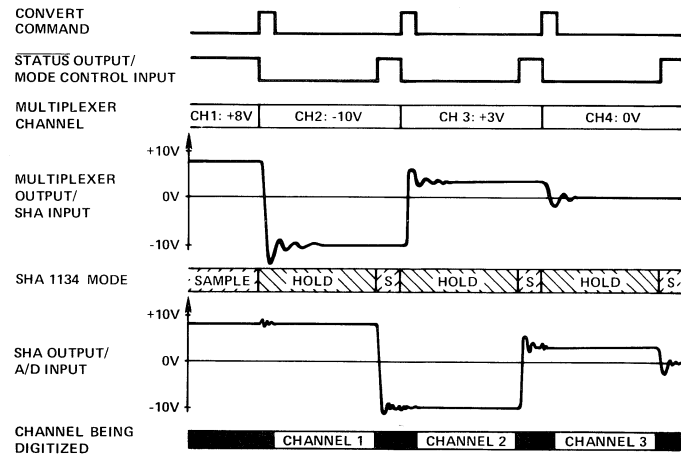 CONVERT
COMMAND
STATUS OUTPUT/
MODE CONTROL INPUT
MULTIPLEXER
CHANNEL
CH1: +8V CH2: -10V CH 3: +3V CH4: 0V
+10V
MULTIPLEXER
OUTPUT/
SHA INPUT
0V
-10V
SHA 1134 MODE SAMPLE HOLD S HOLD S HOLD S
+10V
SHA OUTPUT/
A/D INPUT
0V
-10V
CHANNEL BEING
DIGITIZED
CHANNEL 1 CHANNEL 2 CHANNEL 3